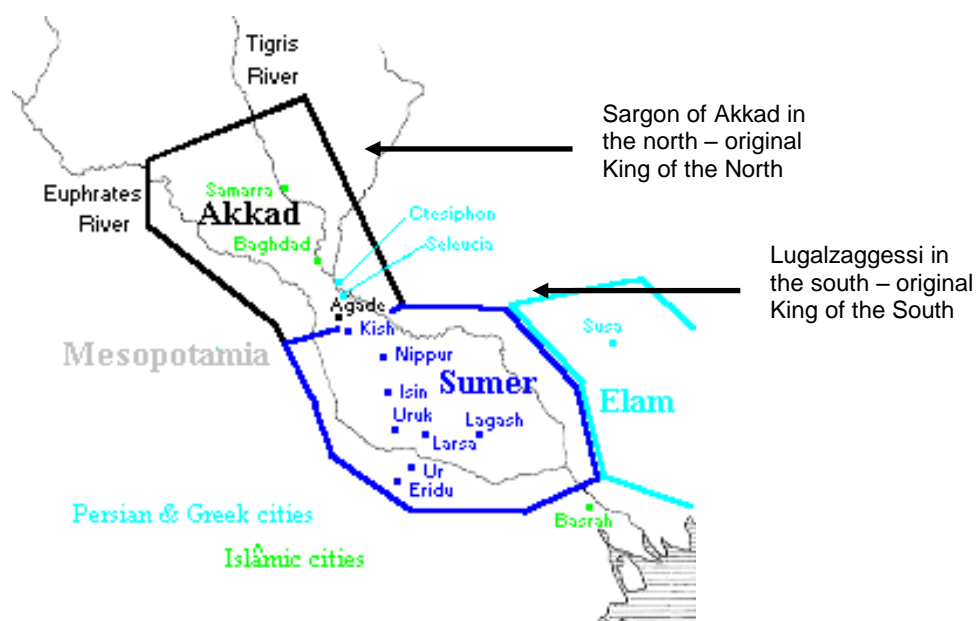 Tigris
River
Sargon of Akkad in
the north – original
King of the North
Euphrates
River
Samarra
Akkad
Ctesiphon
Baghdad
Seleucia
Lugalzaggessi in
the south – original
King of the South
Agade
Kish
Susa
Mesopotamia
Nippur
Sumer
Isin
Elam
Uruk
Lagash
Larsa
Ur
Eridu
Persian & Greek cities
Basrah
Islâmic cities